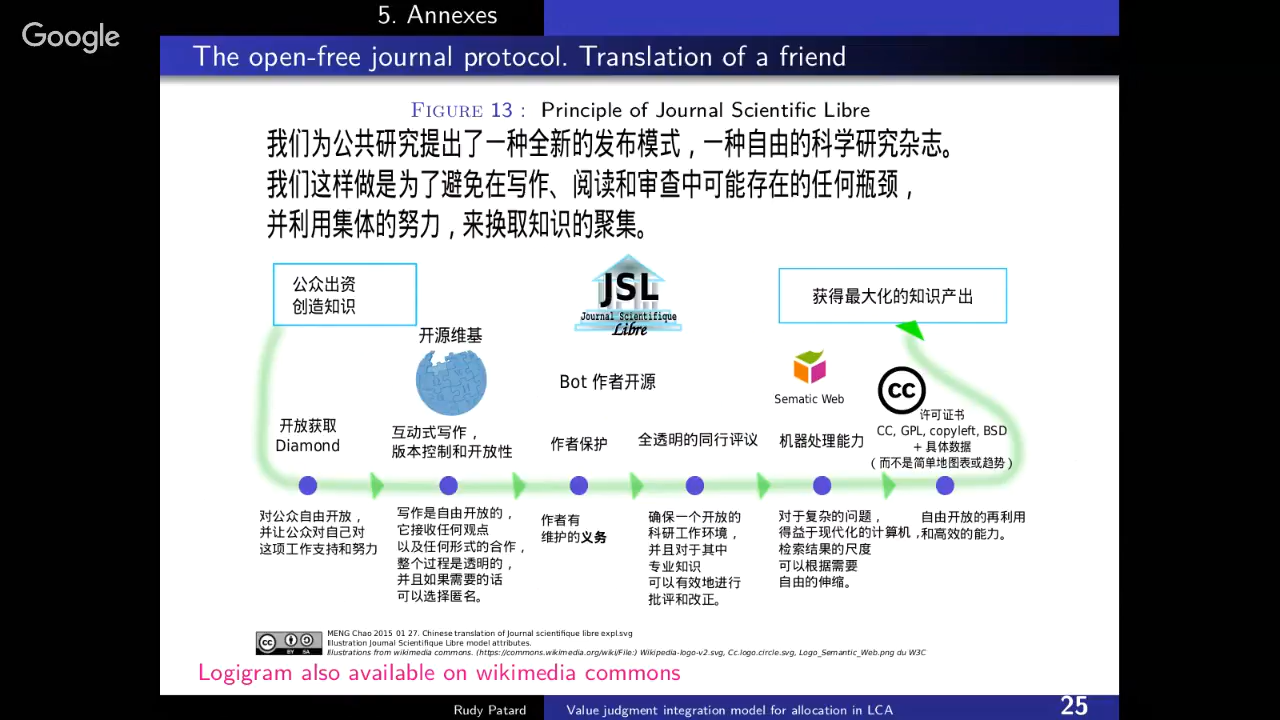 5. Annexes
Google
The open-free journal protocol. Translation of a friend
FIGURE 13 : Principle of Journal Scientific Libre
我们为公共研究提出了一种全新的发布模式，一种自由的科学研究杂志。
我们这样做是为了避免在写作、阅读和审查中可能存在的任何瓶颈，
并利用集体的努力，来换取知识的聚集。
公众出资
创造知识
JSL
Journal Scientifique
Libre
获得最大化的知识产出
开源维基
Bot 作者开源
Sematic Web
cc
开放获取
Diamond
互动式写作，
版本控制和开放性
作者保护
全透明的同行评议
机器处理能力
许可证书
CC, GPL, copyleft, BSD
+ 具体数据
（而不是简单地图表或趋势）
对公众自由开放，
并让公众对自己对
这项工作支持和努力
写作是自由开放的，
它接收任何观点
以及任何形式的合作，
整个过程是透明的，
并且如果需要的话
可以选择匿名。
作者有
维护的义务
确保一个开放的
科研工作环境，
并且对于其中
专业知识
可以有效地进行
批评和改正。
对于复杂的问题，
得益于现代化的计算机，
检索结果的尺度
可以根据需要
自由的伸缩。
自由开放的再利用
和高效的能力。
cc BY SA
MENG Chao 2015 01 27. Chinese translation of Journal scientifique libre expl.svg
Illustration Journal Scientifique Libre model attributes.
Illustrations from wikimedia commons. (https://commons.wikimedia.org/wiki/File:) Wikipedia-logo-v2.svg, Cc.logo.circle.svg, Logo_Semantic_Web.png du W3C
Logigram also available on wikimedia commons
Rudy Patard
Value judgment integration model for allocation in LCA
25